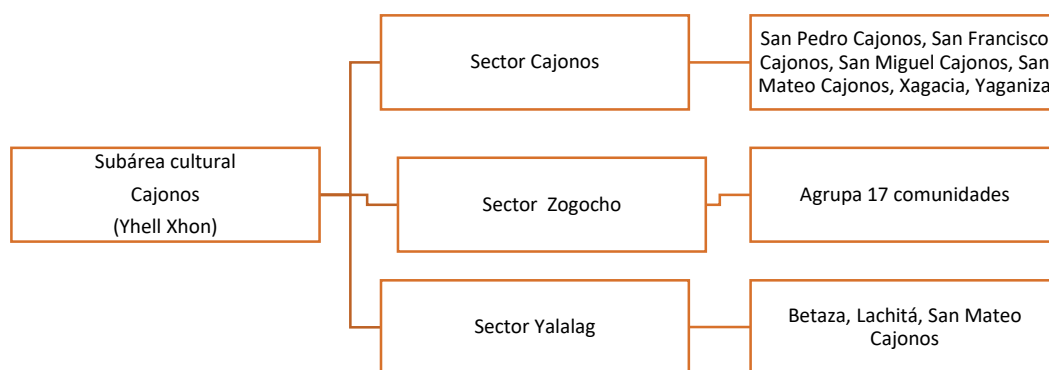 Subárea cultural
Cajonos
(Yhell Xhon)
Sector Cajonos
San Pedro Cajonos, San Francisco
Cajonos, San Miguel Cajonos, San
Mateo Cajonos, Xagacia, Yaganiza
Sector Zogocho
Agrupa 17 comunidades
Sector Yalalag
Betaza, Lachitá, San Mateo
Cajonos